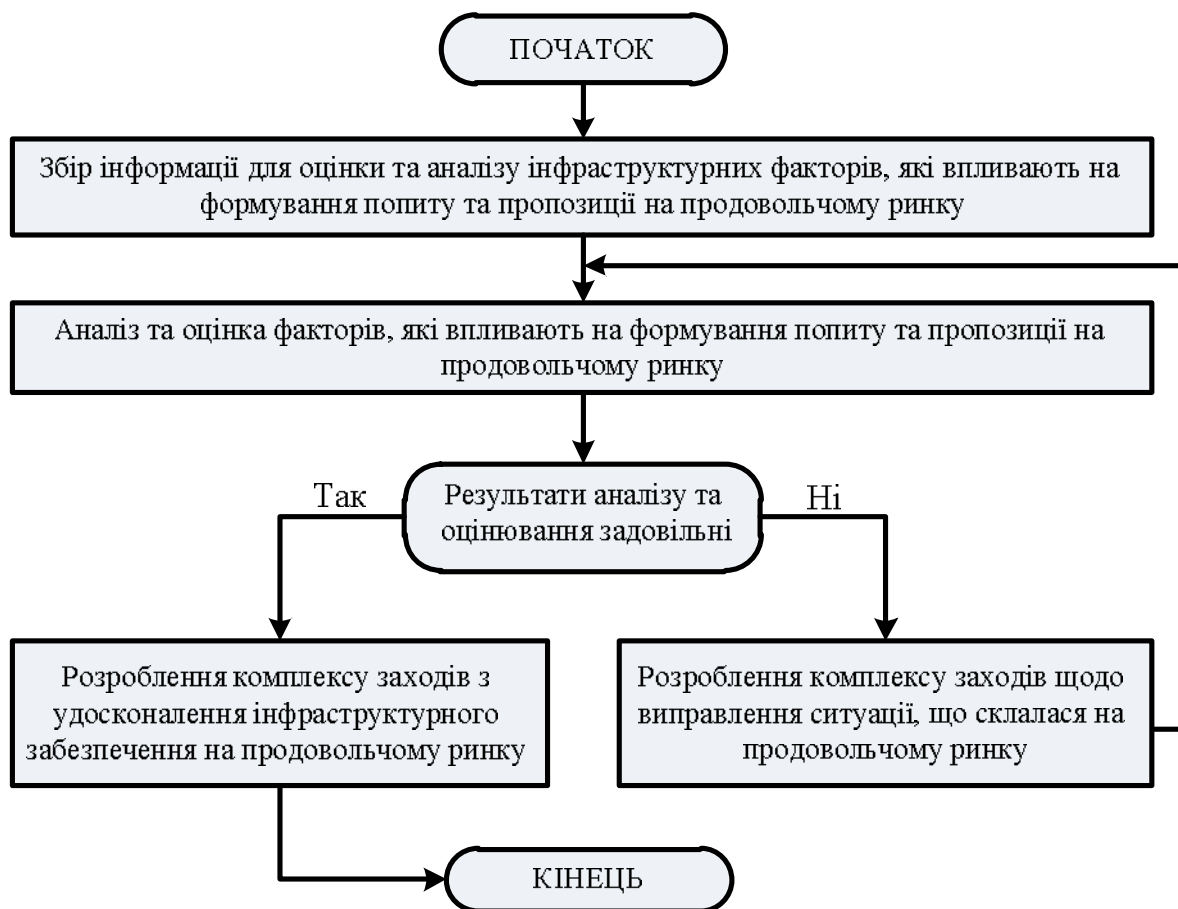 ПОЧАТОК
Збір інформації для оцінки та аналізу інфраструктурних факторів, які впливають на
формування попиту та пропозиції на продовольчому ринку
Аналіз та оцінка факторів, які впливають на формування попиту та пропозиції на
продовольчому ринку
Так
Результати аналізу та
оцінювання задовільні
Ні
Розроблення комплексу заходів з
удосконалення інфраструктурного
забезпечення на продовольчому ринку
Розроблення комплексу заходів щодо
виправлення ситуації, що склалася на
продовольчому ринку
КІНЕЦЬ